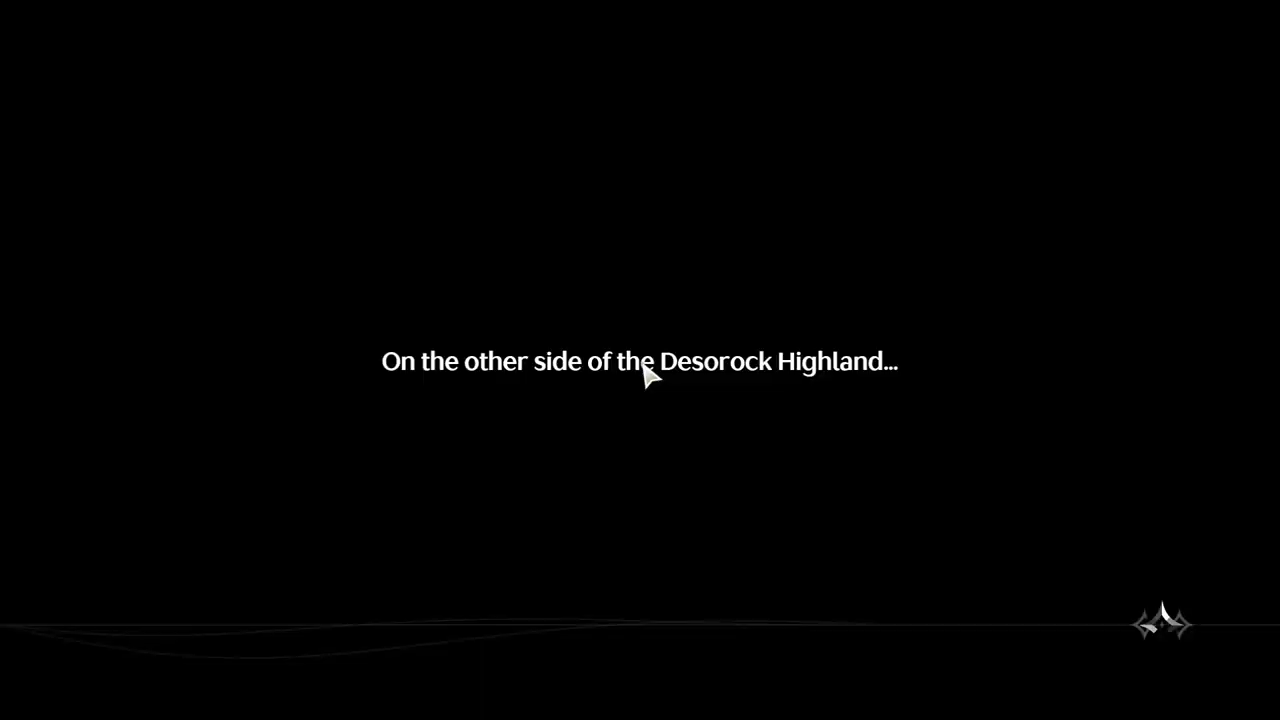 On the other side of the Desorock Highland...